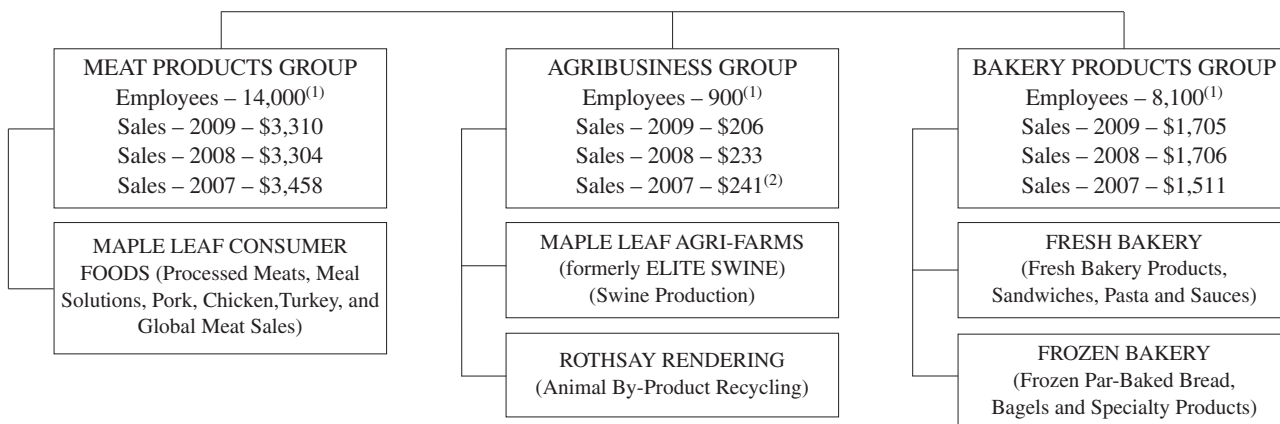 MEAT PRODUCTS GROUP
Employees – 14,000(1)
Sales – 2009 – $3,310
Sales – 2008 – $3,304
Sales – 2007 – $3,458
MAPLE LEAF CONSUMER
FOODS (Processed Meats, Meal
Solutions, Pork, Chicken,Turkey, and
Global Meat Sales)
AGRIBUSINESS GROUP
Employees – 900(1)
Sales – 2009 – $206
Sales – 2008 – $233
Sales – 2007 – $241(2)
MAPLE LEAF AGRI-FARMS
(formerly ELITE SWINE)
(Swine Production)
ROTHSAY RENDERING
(Animal By-Product Recycling)
BAKERY PRODUCTS GROUP
Employees – 8,100(1)
Sales – 2009 – $1,705
Sales – 2008 – $1,706
Sales – 2007 – $1,511
FRESH BAKERY
(Fresh Bakery Products,
Sandwiches, Pasta and Sauces)
FROZEN BAKERY
(Frozen Par-Baked Bread,
Bagels and Specialty Products)